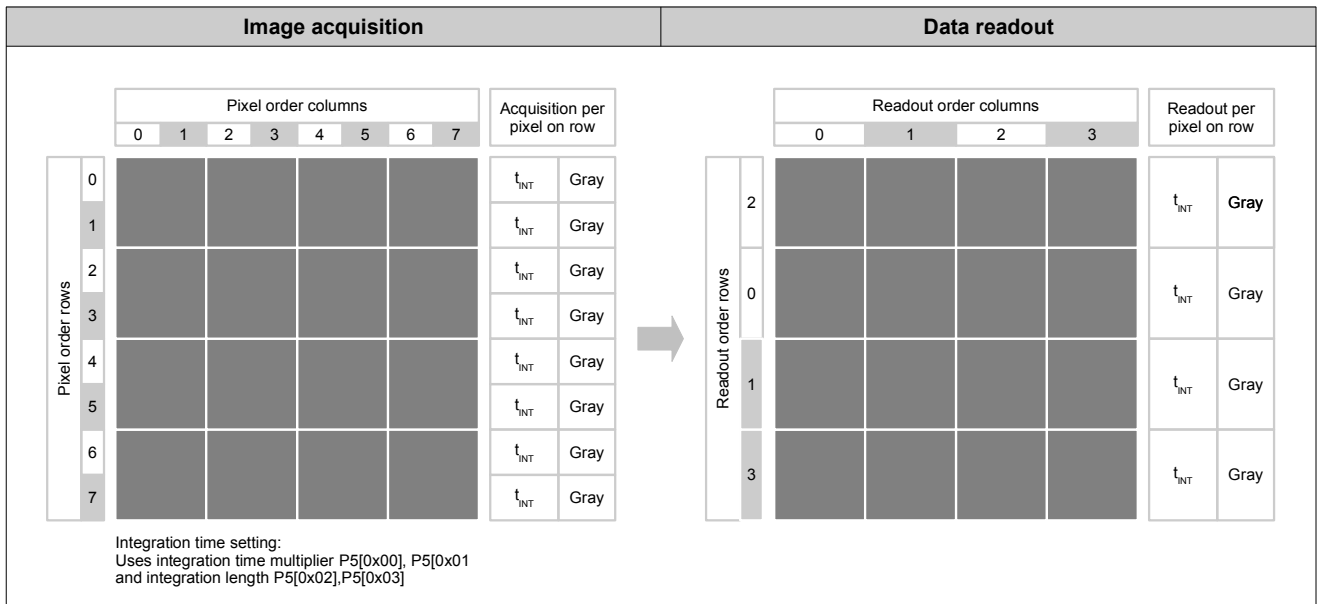 Image acquisition
Data readout
Pixel order columns
Acquisition per
pixel on row
0 1 2 3 4 5 6 7
Pixel order rows
0 t_INT Gray
1 t_INT Gray
2 t_INT Gray
3 t_INT Gray
4 t_INT Gray
5 t_INT Gray
6 t_INT Gray
7 t_INT Gray
Integration time setting:
Uses integration time multiplier P5[0x00], P5[0x01
and integration length P5[0x02],P5[0x03]
Readout order columns
Readout per
pixel on row
0 1 2 3
Readout order rows
2 t_INT Gray
0 t_INT Gray
1 t_INT Gray
3 t_INT Gray